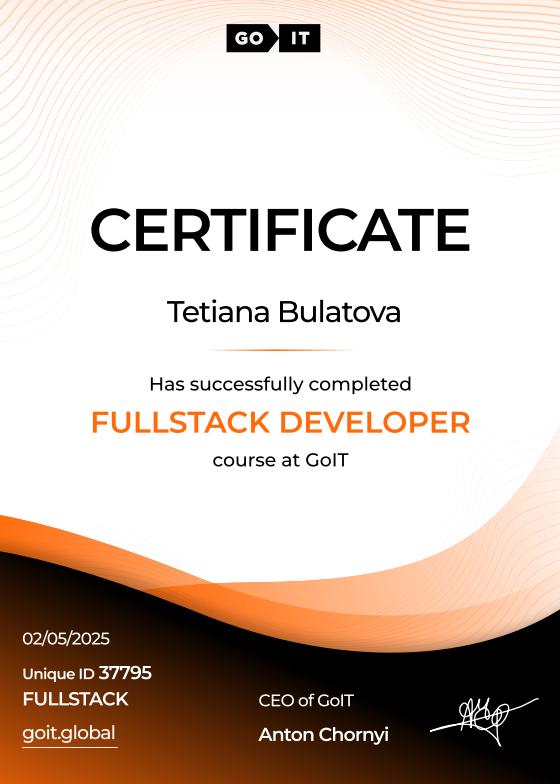 GO IT
CERTIFICATE
Tetiana Bulatova
Has successfully completed
FULLSTACK DEVELOPER
course at GoIT
02/05/2025
Unique ID 37795
FULLSTACK
goit.global
CEO of GoIT
Anton Chornyi